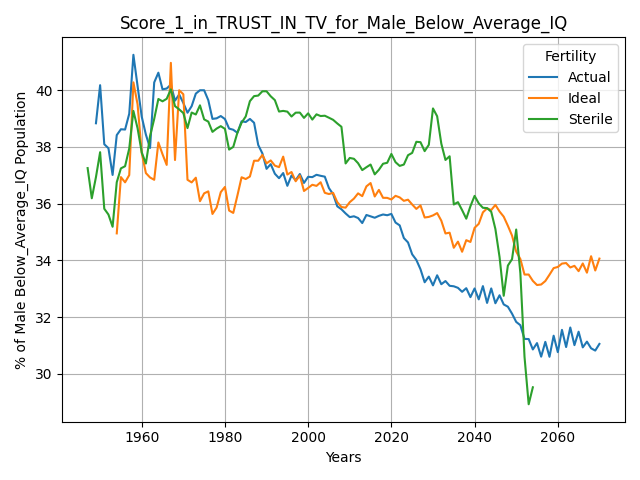 Score_1_in_TRUST_IN_TV_for_Male_Below_Average_IQ
Fertility
Actual
Ideal
Sterile
% of Male Below_Average_IQ Population
40
38
36
34
32
30
1960
1980
2000
2020
2040
2060
Years